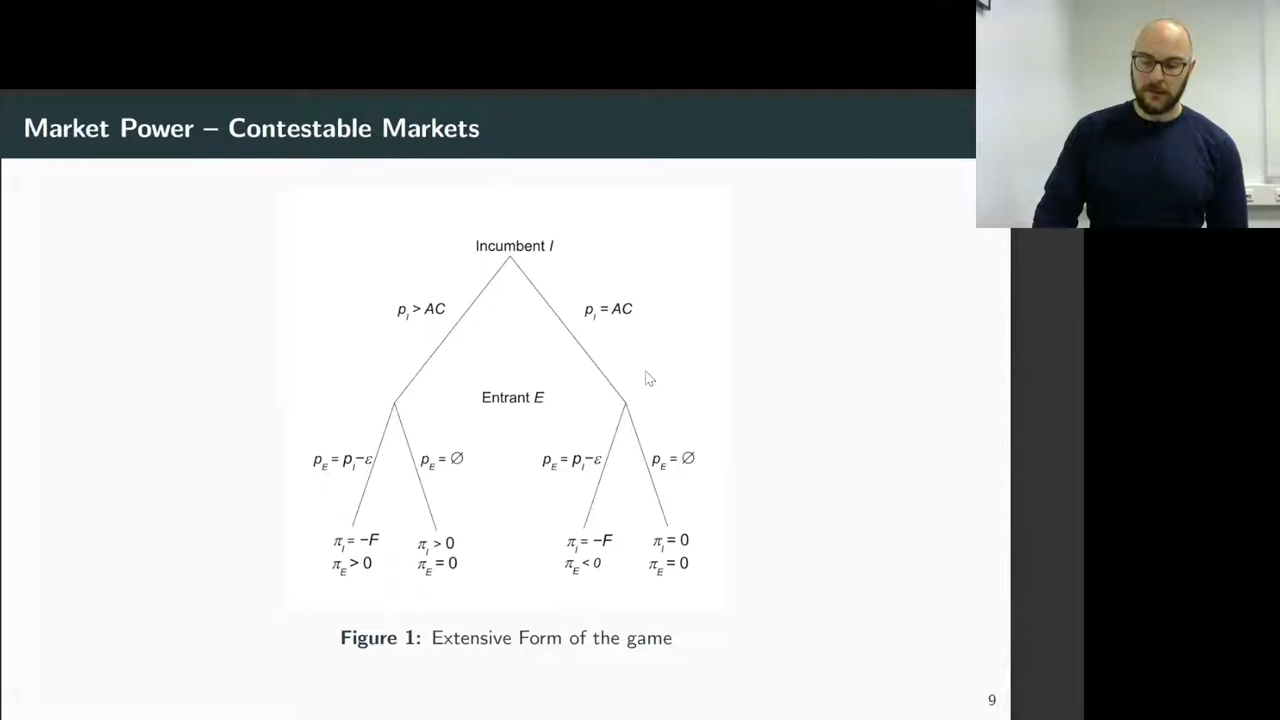 Market Power – Contestable Markets
Incumbent I
p_I > AC
p_I = AC
Entrant E
p_E = p_I−ε
p_E = ∅
p_E = p_I−ε
p_E = ∅
π_I = −F
π_E > 0
π_I > 0
π_E = 0
π_I = −F
π_E < 0
π_I = 0
π_E = 0
Figure 1: Extensive Form of the game
9